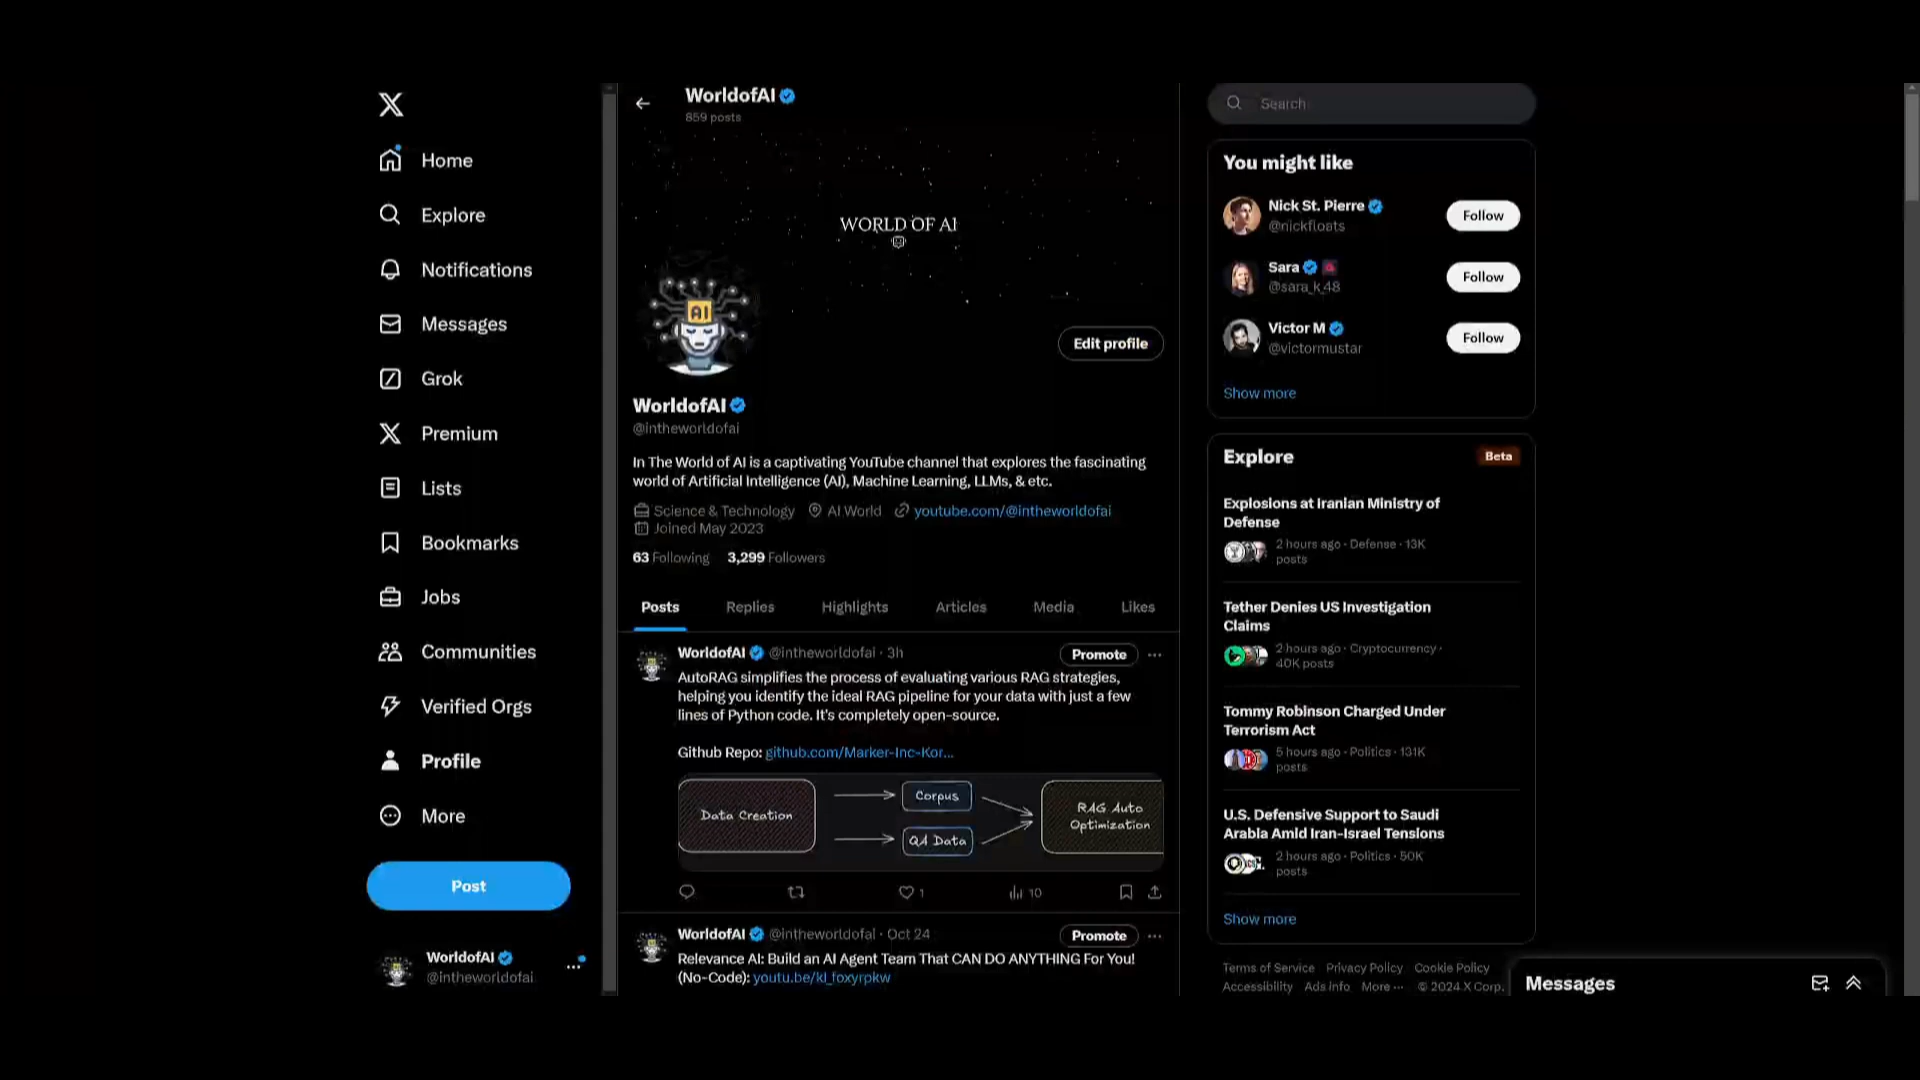 Home
Explore
Notifications
Messages
Grok
Premium
Lists
Bookmarks
Jobs
Communities
Verified Orgs
Profile
More
Post
WorldofAI
@intheworldofai
WorldofAI
859 posts
WORLD OF AI
AI
Edit profile
WorldofAI
@intheworldofai
In The World of AI is a captivating YouTube channel that explores the fascinating
world of Artificial Intelligence (AI), Machine Learning, LLMs, & etc.
Science & Technology AI World youtube.com/@intheworldofai
Joined May 2023
63 Following 3,299 Followers
Posts Replies Highlights Articles Media Likes
WorldofAI @intheworldofai · 3h Promote
AutoRAG simplifies the process of evaluating various RAG strategies,
helping you identify the ideal RAG pipeline for your data with just a few
lines of Python code. It's completely open-source.
Github Repo: github.com/Marker-Inc-Kor...
Data Creation
Corpus
QA Data
RAG Auto
Optimization
1 10
WorldofAI @intheworldofai · Oct 24 Promote
Relevance AI: Build an AI Agent Team That CAN DO ANYTHING For You!
(No-Code): youtu.be/kl_foxyrpkw
Search
You might like
Nick St. Pierre
@nickfloats
Follow
Sara
@sara_k_48
Follow
Victor M
@victormustar
Follow
Show more
Explore Beta
Explosions at Iranian Ministry of
Defense
2 hours ago · Defense · 13K
posts
Tether Denies US Investigation
Claims
2 hours ago · Cryptocurrency ·
40K posts
Tommy Robinson Charged Under
Terrorism Act
5 hours ago · Politics · 131K
posts
U.S. Defensive Support to Saudi
Arabia Amid Iran-Israel Tensions
2 hours ago · Politics · 50K
posts
Show more
Terms of Service Privacy Policy Cookie Policy
Accessibility Ads info More ··· © 2024 X Corp.
Messages